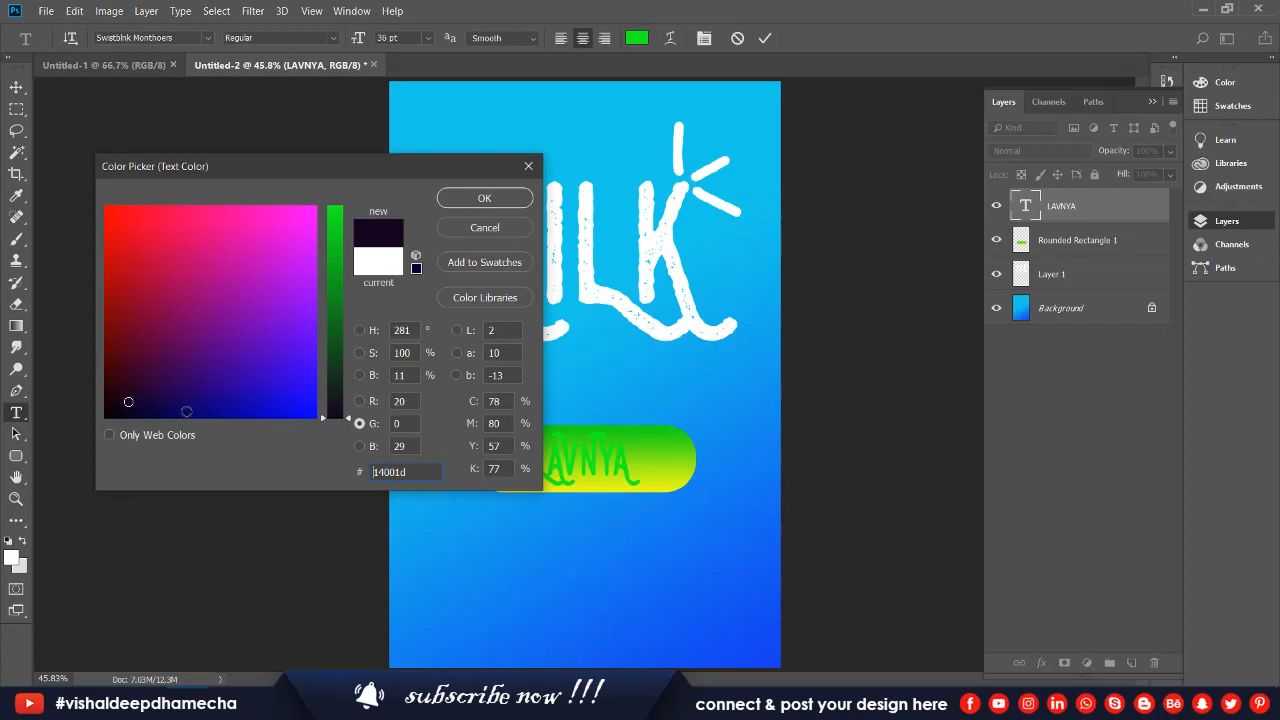 Ps File Edit Image Layer Type Select Filter 3D View Window Help
T Swatblnk Monthoers Regular 36 pt Smooth
Untitled-1 @ 66.7% (RGB/8) Untitled-2 @ 45.8% (LAVNYA, RGB/8) *
Color Picker (Text Color)
new
current
OK
Cancel
Add to Swatches
Color Libraries
H: 281 ° L: 2
S: 100 % a: 10
B: 11 % b: -13
R: 20 C: 78 %
G: 0 M: 80 %
B: 29 Y: 57 %
# 14001d K: 77 %
Only Web Colors
ILK
LAVNYA
Layers Channels Paths
Kind
Normal Opacity: 100%
Lock: Fill: 100%
T LAVNYA
Rounded Rectangle 1
Layer 1
Background
Color
Swatches
Learn
Libraries
Adjustments
Layers
Channels
Paths
45.83% Doc: 7.03M/12.3M
#vishaldeepdhamecha
subscribe now !!!
connect & post your design here